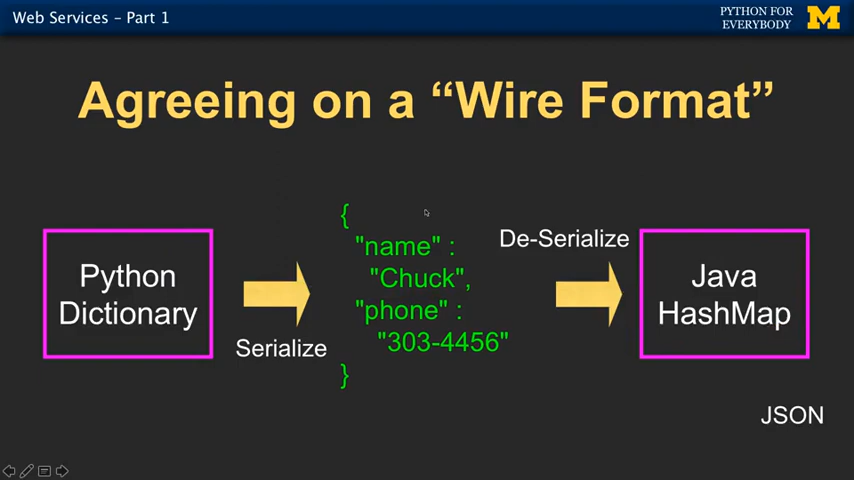 Web Services – Part 1
PYTHON FOR
EVERYBODY
M
Agreeing on a “Wire Format”
Python
Dictionary
Serialize
{
"name" :
"Chuck",
"phone" :
"303-4456"
}
De-Serialize
Java
HashMap
JSON